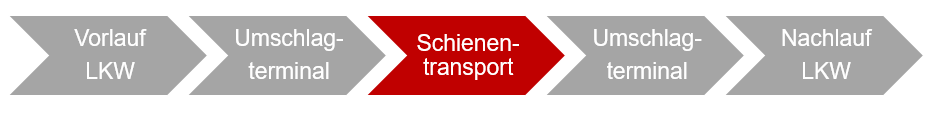 Vorlauf
LKW
Umschlag-
terminal
Schienen-
transport
Umschlag-
terminal
Nachlauf
LKW